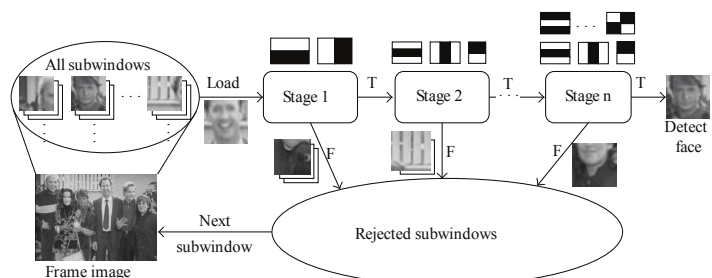 All subwindows
Load
Stage 1
T
Stage 2
T
Stage n
T
Detect
face
F
F
F
Rejected subwindows
Next
subwindow
Frame image